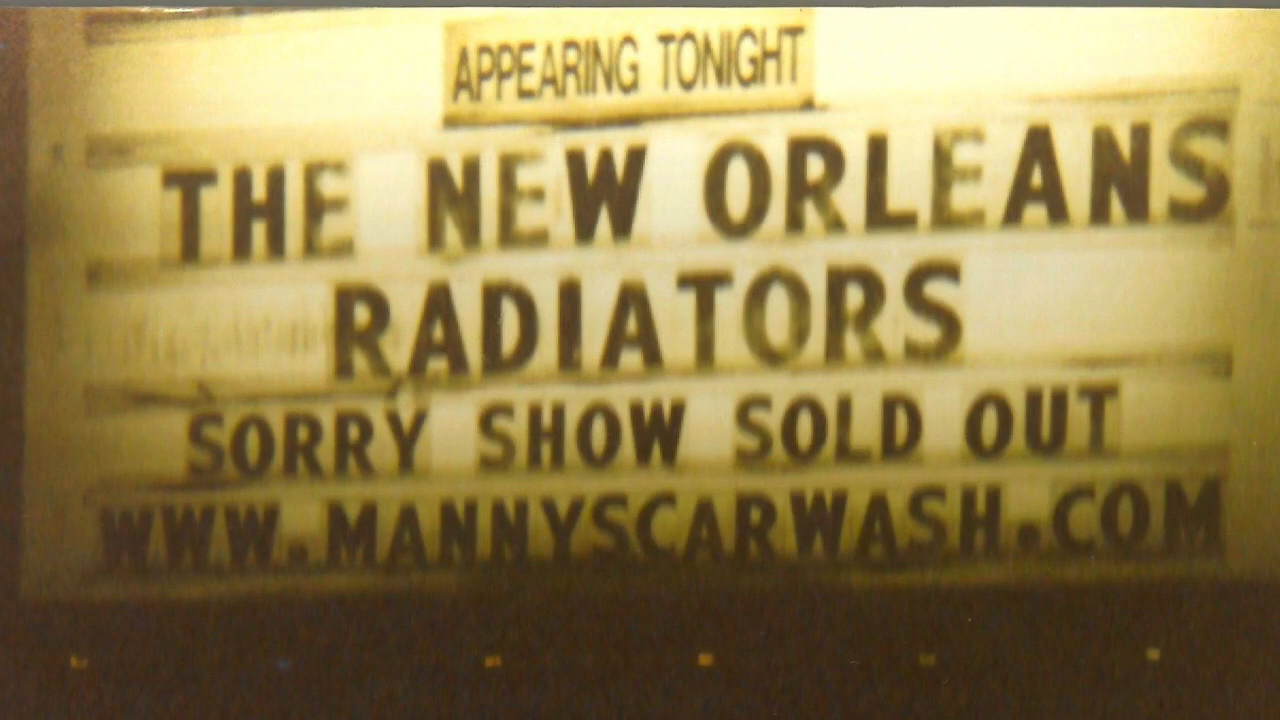 APPEARING TONIGHT
THE NEW ORLEANS
RADIATORS
SORRY SHOW SOLD OUT
WWW.MANNYSCARWASH.COM